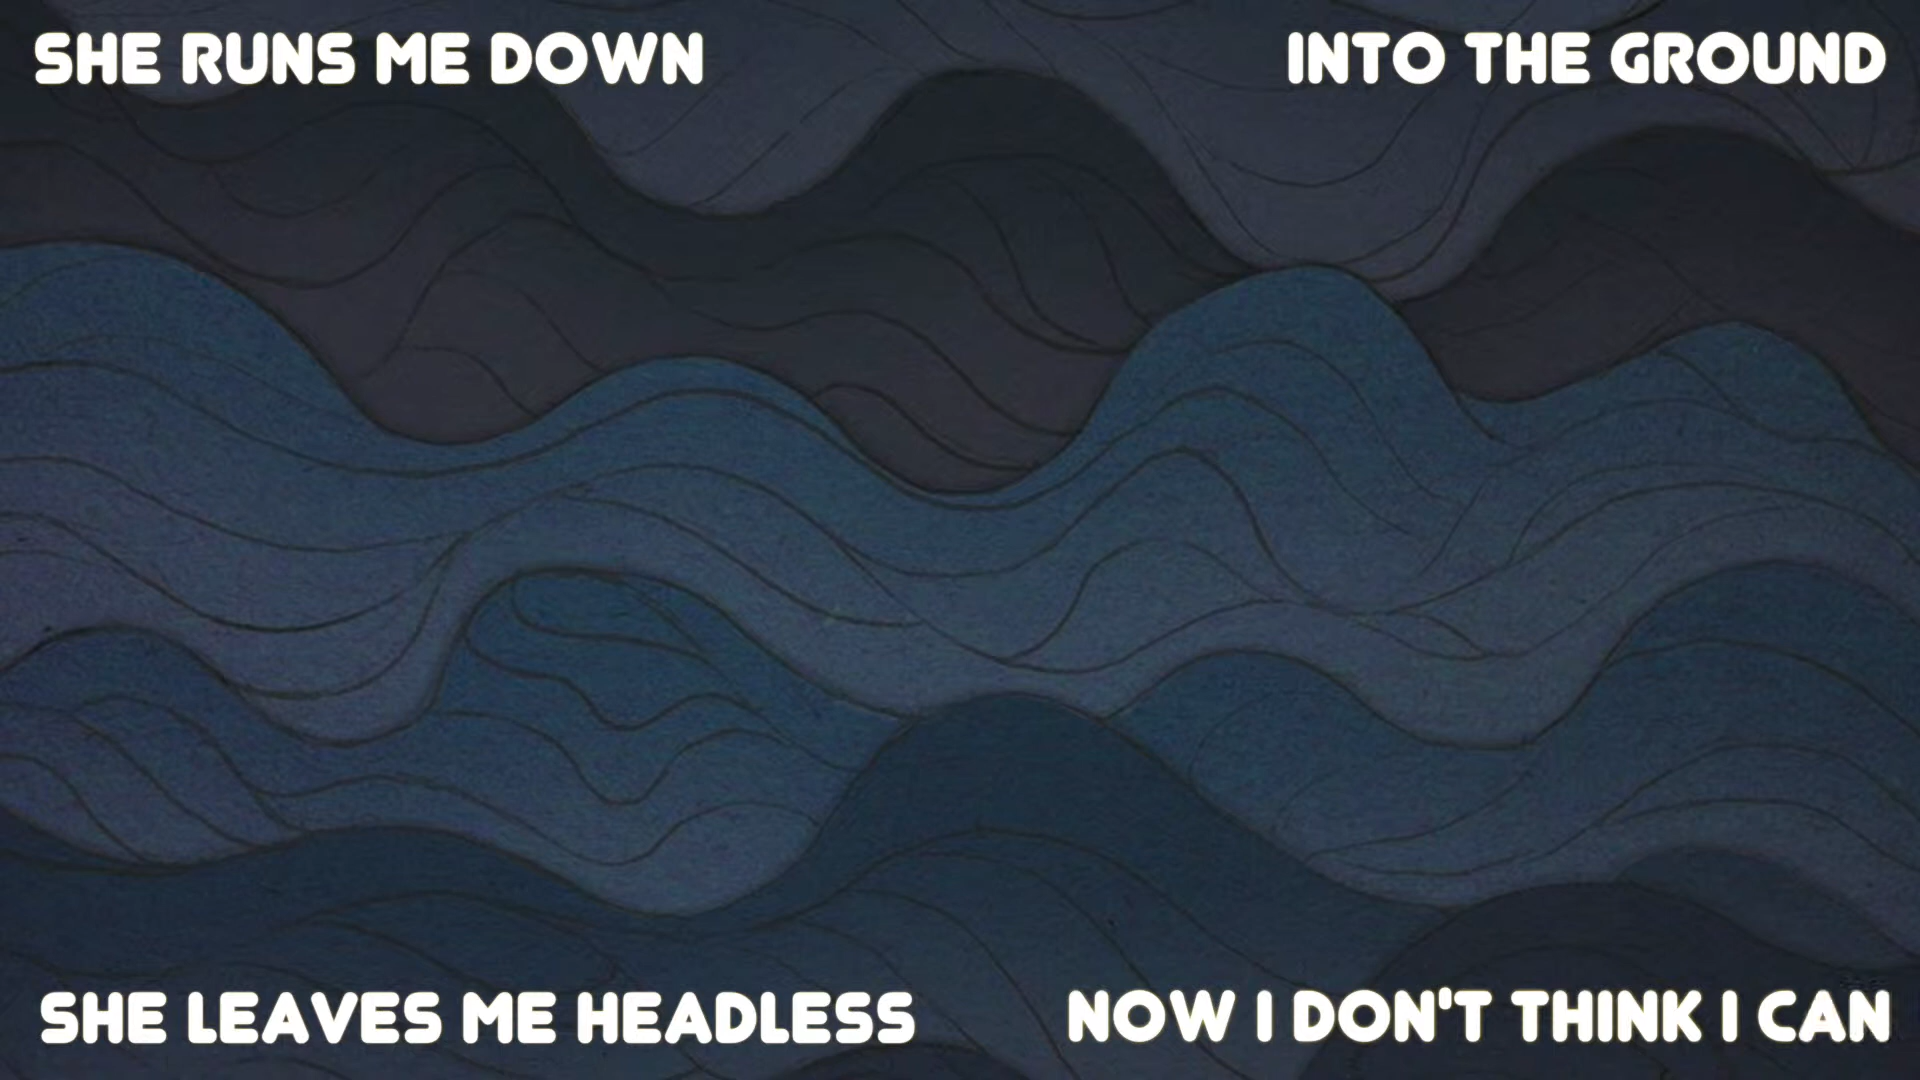 SHE RUNS ME DOWN
INTO THE GROUND
SHE LEAVES ME HEADLESS
NOW I DON'T THINK I CAN